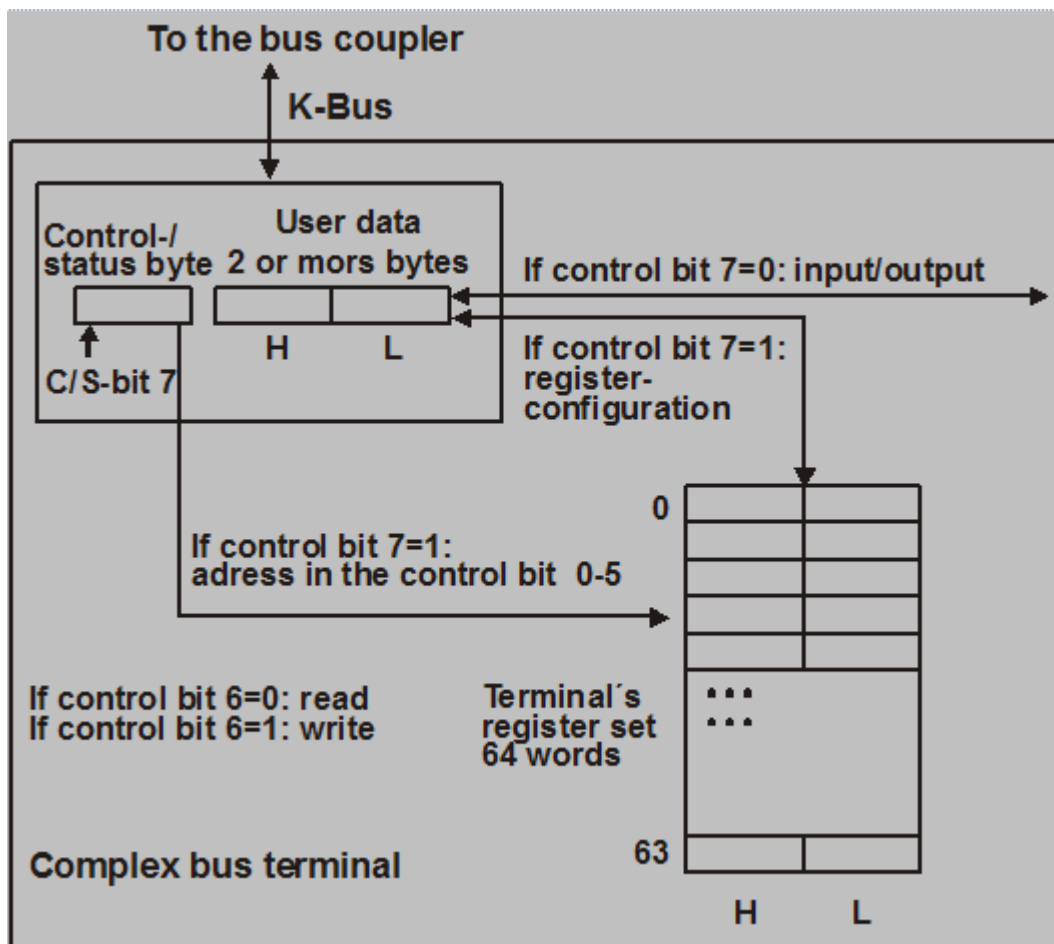 To the bus coupler
K-Bus
User data
Control-/
status byte
2 or mors bytes
H
L
C/S-bit 7
If control bit 7=0: input/output
If control bit 7=1:
register-
configuration
0
If control bit 7=1:
adress in the control bit 0-5
If control bit 6=0: read
If control bit 6=1: write
Terminal´s
register set
64 words
•••
•••
63
Complex bus terminal
H
L